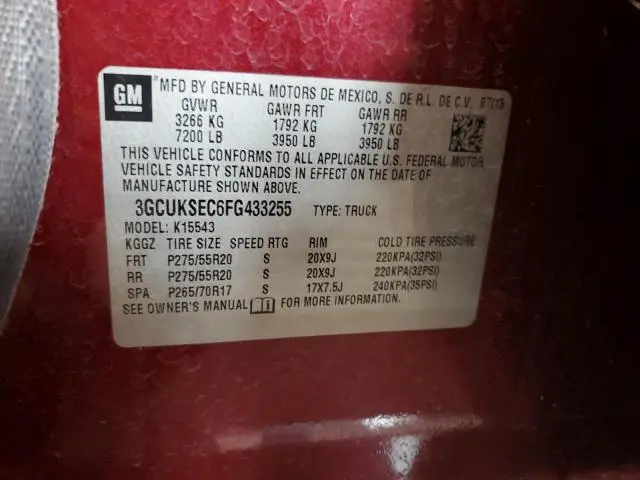 GM
MFD BY GENERAL MOTORS DE MEXICO, S. DE R.L. DE C.V. 07/15
GVWR GAWR FRT GAWR RR
3266 KG 1792 KG 1792 KG
7200 LB 3950 LB 3950 LB
THIS VEHICLE CONFORMS TO ALL APPLICABLE U.S. FEDERAL MOTOR
VEHICLE SAFETY STANDARDS IN EFFECT ON THE DATE OF
MANUFACTURE SHOWN ABOVE.
3GCUKSEC6FG433255 TYPE: TRUCK
MODEL: K15543
KGGZ TIRE SIZE SPEED RTG RIM COLD TIRE PRESSURE
FRT P275/55R20 S 20X9J 220KPA(32PSI)
RR P275/55R20 S 20X9J 220KPA(32PSI)
SPA P265/70R17 S 17X7.5J 240KPA(35PSI)
SEE OWNER'S MANUAL FOR MORE INFORMATION.